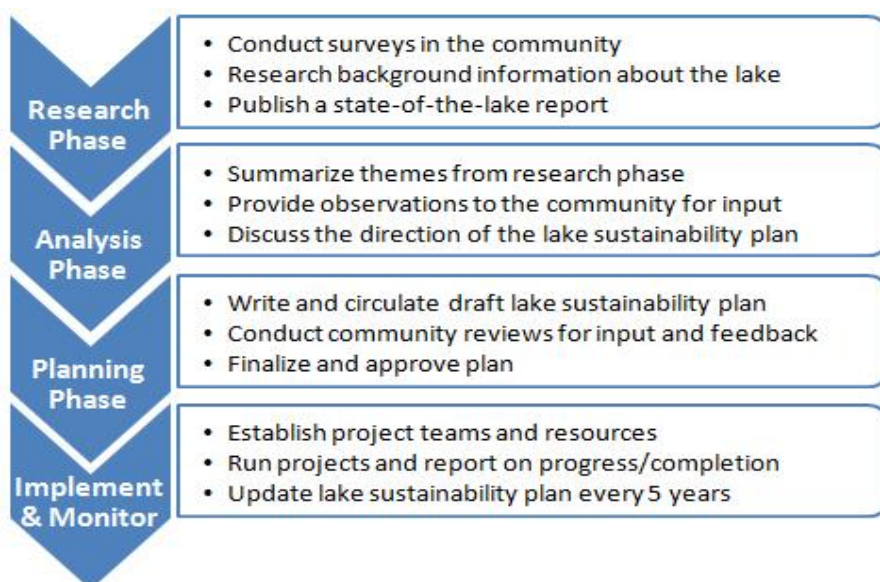 Research
Phase
• Conduct surveys in the community
• Research background information about the lake
• Publish a state-of-the-lake report
Analysis
Phase
• Summarize themes from research phase
• Provide observations to the community for input
• Discuss the direction of the lake sustainability plan
Planning
Phase
• Write and circulate draft lake sustainability plan
• Conduct community reviews for input and feedback
• Finalize and approve plan
Implement
& Monitor
• Establish project teams and resources
• Run projects and report on progress/completion
• Update lake sustainability plan every 5 years